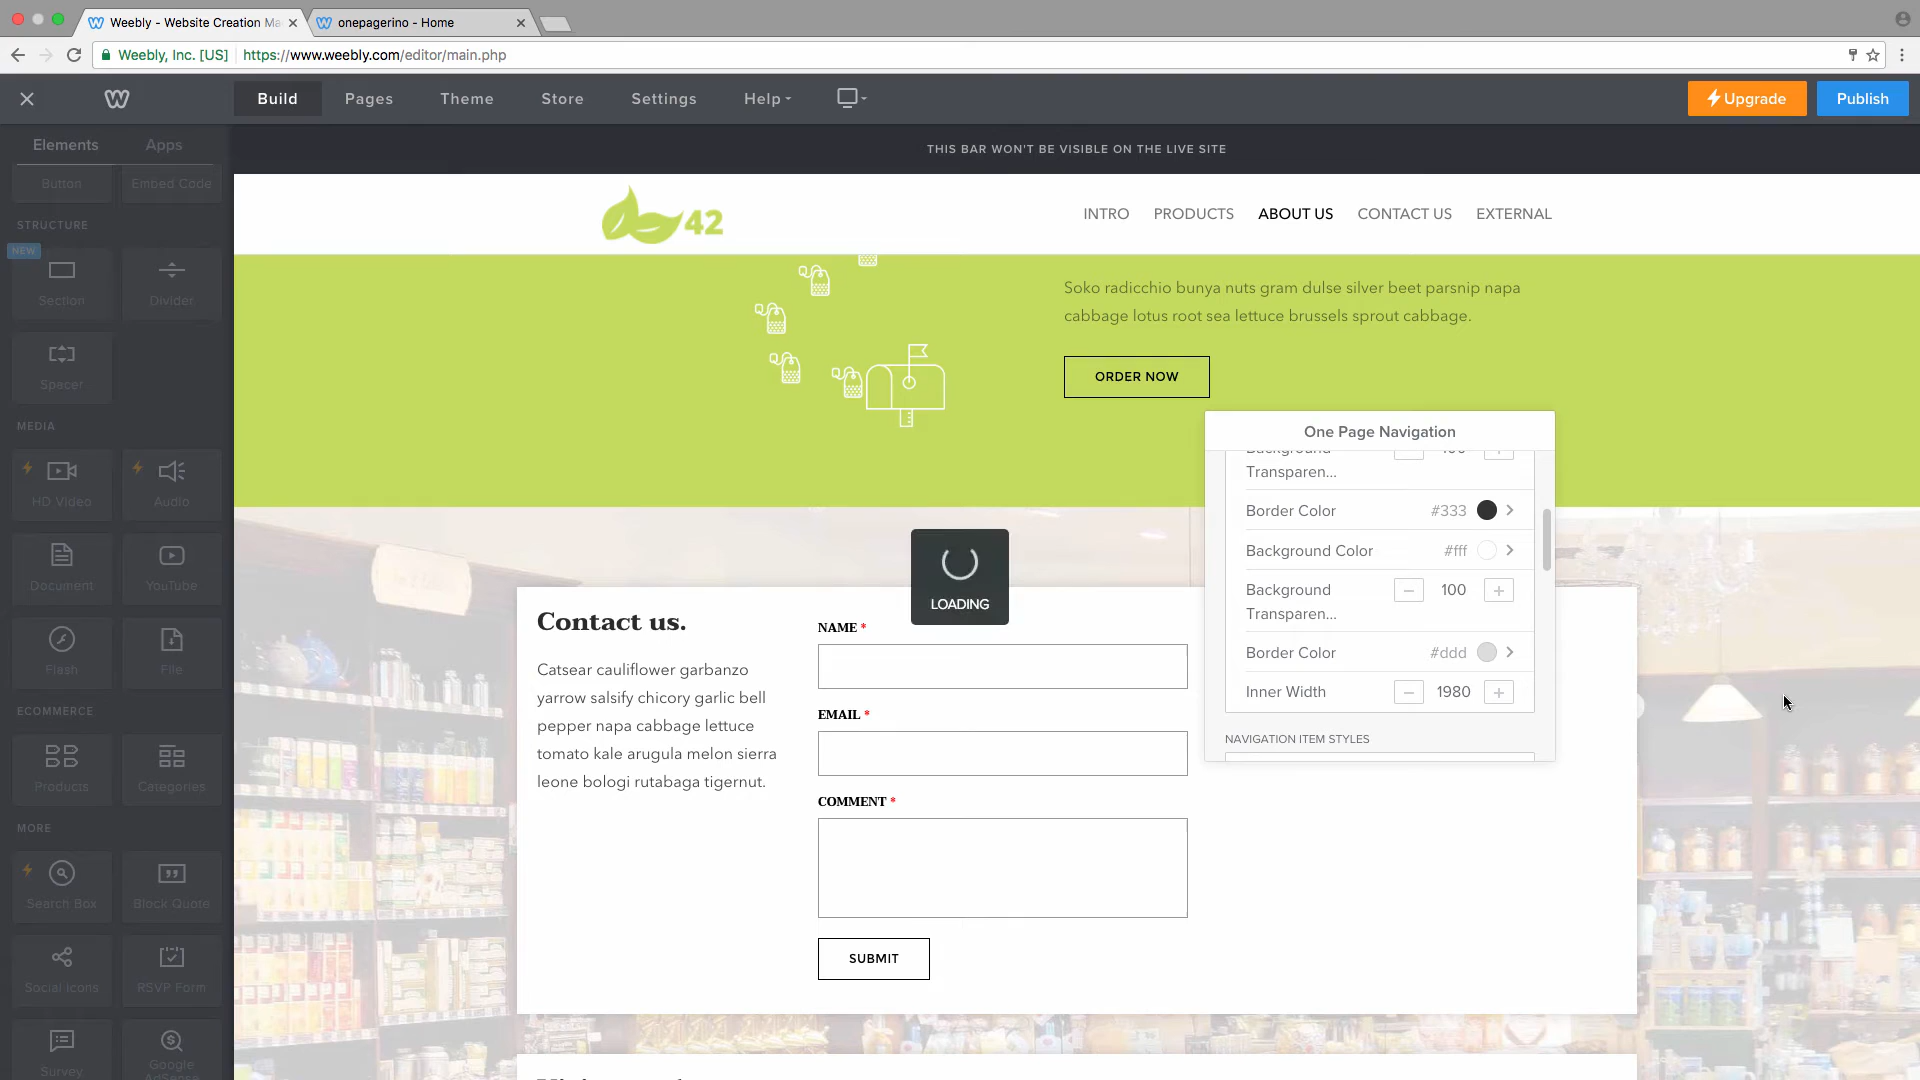 Weebly - Website Creation Ma
onepagerino - Home
Weebly, Inc. [US]
https://www.weebly.com/editor/main.php
Build
Pages
Theme
Store
Settings
Help
Upgrade
Publish
Elements
Apps
THIS BAR WON'T BE VISIBLE ON THE LIVE SITE
Button
Embed Code
STRUCTURE
NEW
Section
Divider
Spacer
MEDIA
HD Video
Audio
Document
YouTube
Flash
File
ECOMMERCE
Products
Categories
MORE
Search Box
Block Quote
Social Icons
RSVP Form
Survey
Google
AdSense
42
INTRO
PRODUCTS
ABOUT US
CONTACT US
EXTERNAL
Soko radicchio bunya nuts gram dulse silver beet parsnip napa
cabbage lotus root sea lettuce brussels sprout cabbage.
ORDER NOW
One Page Navigation
Background
Transparen...
100
Border Color
#333
Background Color
#fff
Background
Transparen...
100
Border Color
#ddd
Inner Width
1980
NAVIGATION ITEM STYLES
LOADING
Contact us.
Catsear cauliflower garbanzo
yarrow salsify chicory garlic bell
pepper napa cabbage lettuce
tomato kale arugula melon sierra
leone bologi rutabaga tigernut.
NAME *
EMAIL *
COMMENT *
SUBMIT